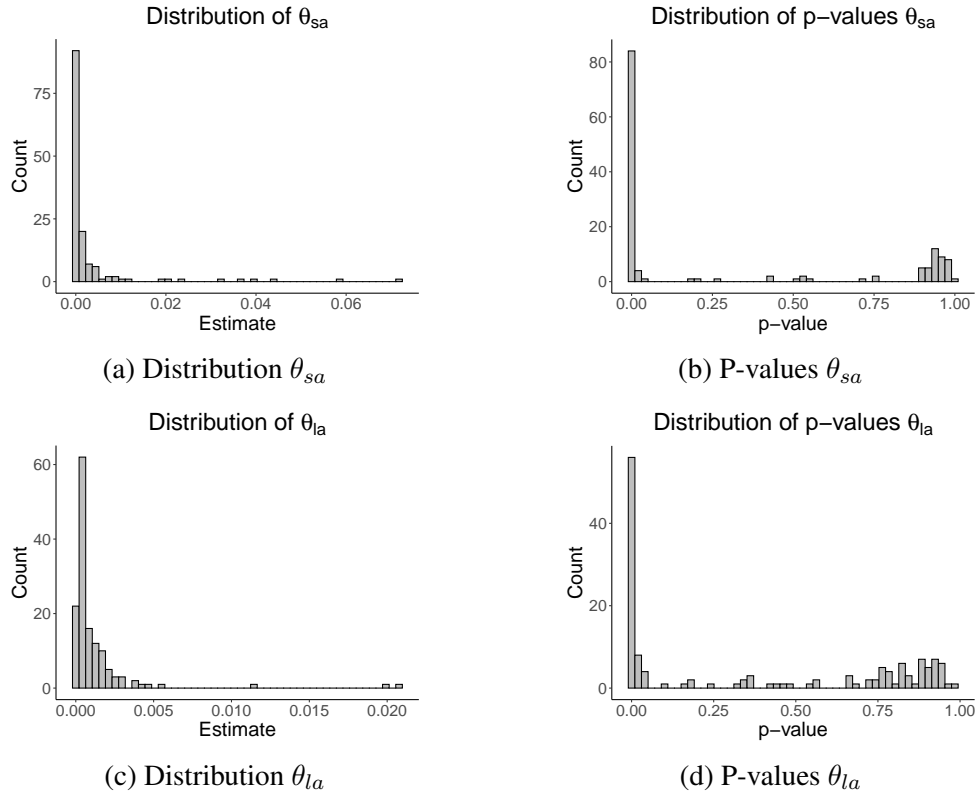 Distribution of θsa
Count
75
50
25
0
0.00 0.02 0.04 0.06
Estimate
(a) Distribution θsa
Distribution of p−values θsa
Count
80
60
40
20
0
0.00 0.25 0.50 0.75 1.00
p−value
(b) P-values θsa
Distribution of θla
Count
60
40
20
0
0.000 0.005 0.010 0.015 0.020
Estimate
(c) Distribution θla
Distribution of p−values θla
Count
40
20
0
0.00 0.25 0.50 0.75 1.00
p−value
(d) P-values θla